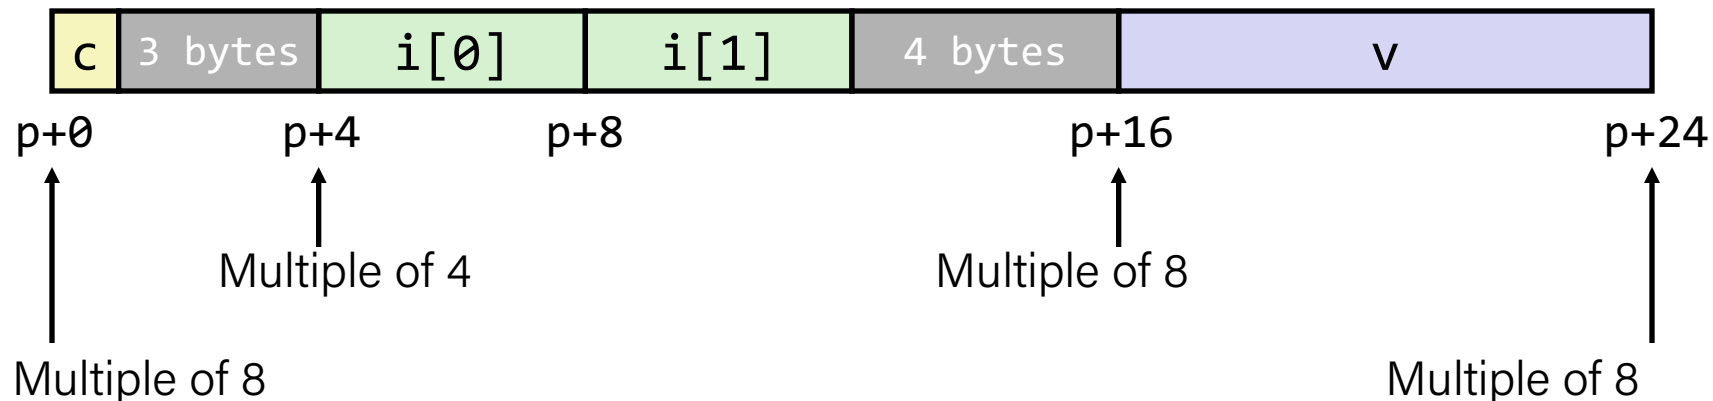 c 3 bytes i[0] i[1] 4 bytes v
p+0 p+4 p+8 p+16 p+24
Multiple of 4 Multiple of 8
Multiple of 8 Multiple of 8